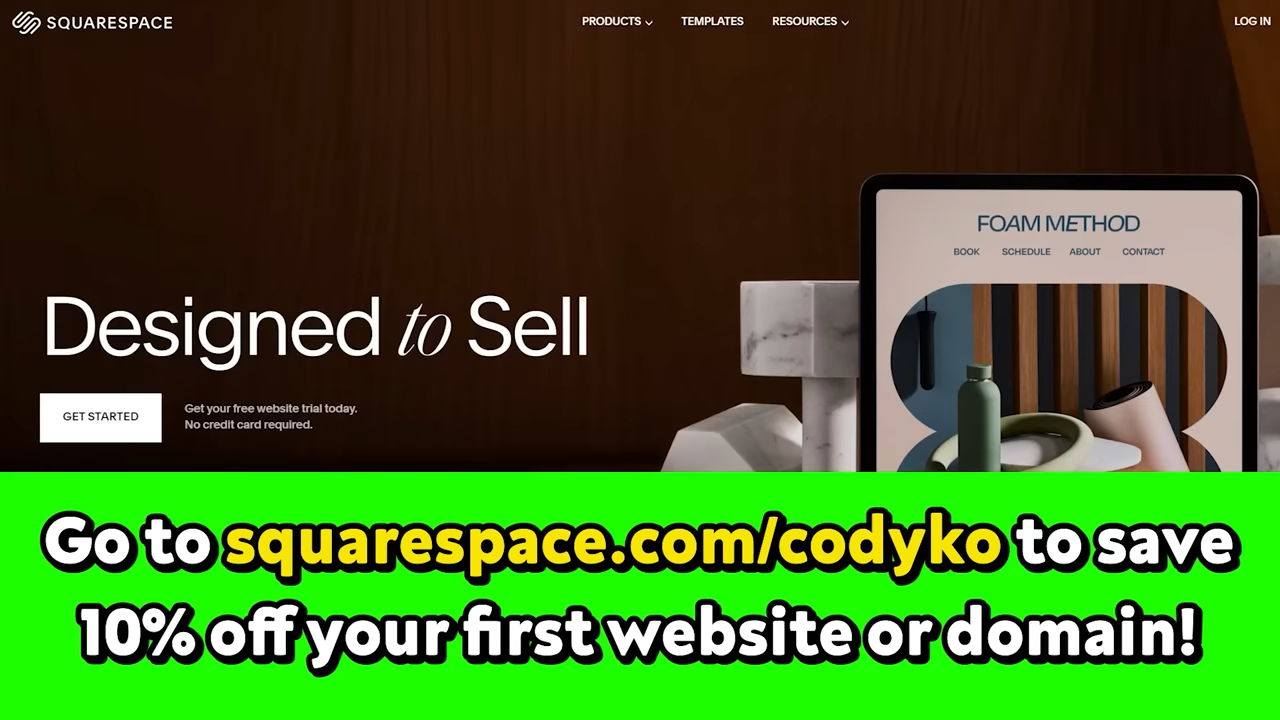 SQUARESPACE
PRODUCTS
TEMPLATES
RESOURCES
LOG IN
FOAM METHOD
BOOK
SCHEDULE
ABOUT
CONTACT
Designed to Sell
GET STARTED
Get your free website trial today.
No credit card required.
Go to squarespace.com/codyko to save
10% off your first website or domain!